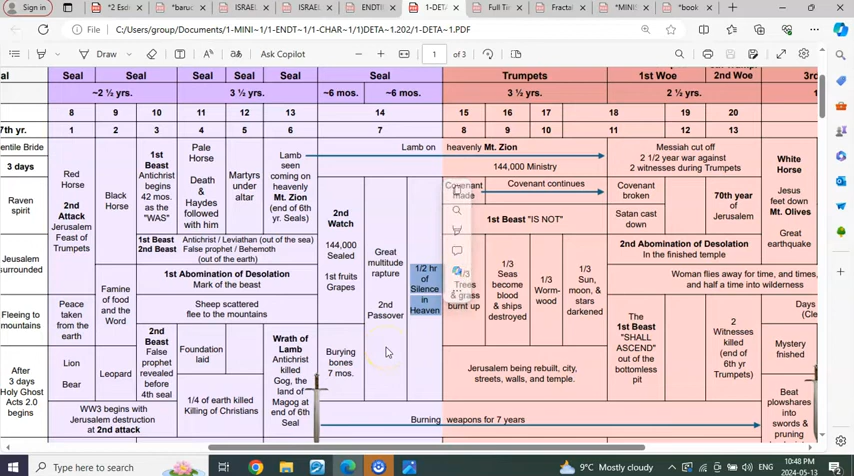 Sign in
*2 Esd
*baruc
ISRAEL
ISRAEL
ENDTI
1-DETA
Full Tim
Fractal
*MINIS
*book
File
C:/Users/group/Documents/1-MINI~1/1-ENDT~1/1-CHAR~1/1)DETA~1.202/1-DETA~1.PDF
Draw
Ask Copilot
1
of 3
al
Seal
Seal
Seal
Seal
Trumpets
1st Woe
2nd Woe
3rd
~2 ½ yrs.
3 ½ yrs.
~6 mos.
~6 mos.
3 ½ yrs.
2 ½ yrs.
8
9
10
11
12
13
14
15
16
17
18
19
20
7th yr.
1
2
3
4
5
6
7
8
9
10
11
12
13
entile Bride
3 days
Raven
spirit
Jerusalem
surrounded
Fleeing to
mountains
After
3 days
Holy Ghost
Acts 2.0
begins
Red
Horse
2nd
Attack
Jerusalem
Feast of
Trumpets
Black
Horse
1st
Beast
Antichrist
begins
42 mos.
as the
"WAS"
Pale
Horse
Death
&
Haydes
followed
with him
Martyrs
under
altar
Lamb
seen
coming on
heavenly
Mt. Zion
(end of 6th
yr. Seals)
Lamb on
heavenly Mt. Zion
144,000 Ministry
Covenant
made
Covenant continues
1st Beast "IS NOT"
Messiah cut off
2 1/2 year war against
2 witnesses during Trumpets
Covenant
broken
Satan cast
down
70th year
of
Jerusalem
White
Horse
Jesus
feet down
Mt. Olives
Great
earthquake
1st Beast
2nd Beast
Antichrist / Leviathan (out of the sea)
False prophet / Behemoth
(out of the earth)
1st Abomination of Desolation
Mark of the beast
Sheep scattered
flee to the mountains
2nd
Watch
144,000
Sealed
1st fruits
Grapes
Great
multitude
rapture
2nd
Passover
1/2 hr
of
Silence
in
Heaven
1/3
Trees
& grass
burnt up
1/3
Seas
become
blood
& ships
destroyed
1/3
Worm-
wood
1/3
Sun,
moon, &
stars
darkened
2nd Abomination of Desolation
in the finished temple
Woman flies away for time, and times,
and half a time into wilderness
Peace
taken
from the
earth
Famine
of food
and the
Word
Lion
Bear
Leopard
2nd
Beast
False
prophet
revealed
before
4th seal
Foundation
laid
1/4 of earth killed
Killing of Christians
Wrath of
Lamb
Antichrist
Gog, the
land of
Magog at
end of 6th
Seal
Burying
bones
7 mos.
Jerusalem being rebuilt, city,
streets, walls, and temple.
The
1st Beast
"SHALL
ASCEND"
out of the
bottomless
pit
2
Witnesses
killed
(end of
6th yr
Trumpets)
Days
(Cle
Mystery
finished
Beat
plowshares
into
swords &
pruning
WW3 begins with
Jerusalem destruction
at 2nd attack
Burning weapons for 7 years
Type here to search
9°C Mostly cloudy
10:48 PM
2024-05-13